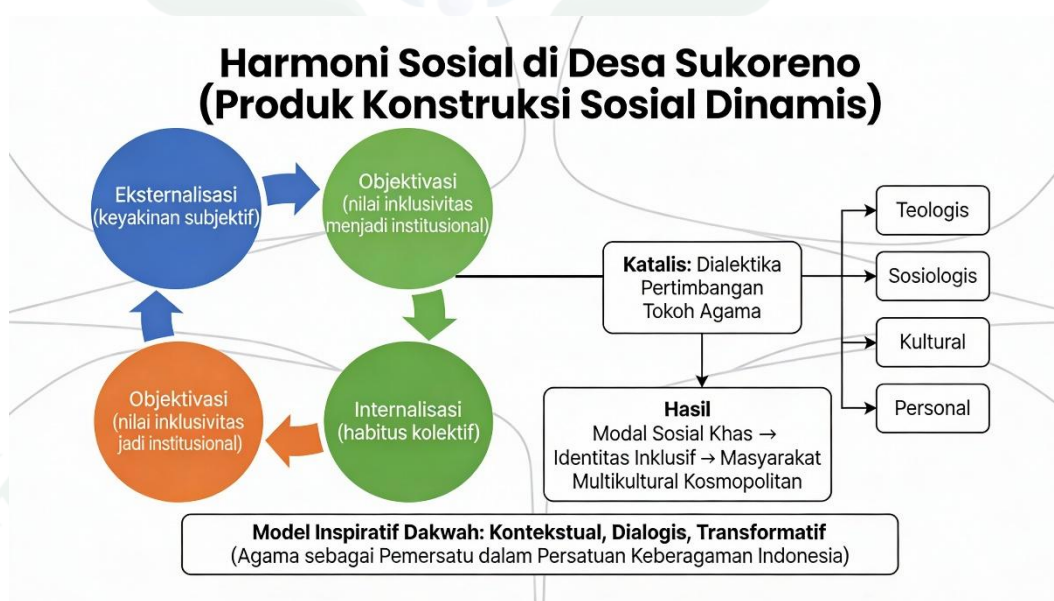 Harmoni Sosial di Desa Sukoreno
(Produk Konstruksi Sosial Dinamis)
Eksternalisasi
(keyakinan subjektif)
Objektivasi
(nilai inklusivitas
menjadi institusional)
Internalisasi
(habitus kolektif)
Objektivasi
(nilai inklusivitas
jadi institusional)
Katalis: Dialektika
Pertimbangan
Tokoh Agama
Teologis
Sosiologis
Kultural
Personal
Hasil
Modal Sosial Khas →
Identitas Inklusif → Masyarakat
Multikultural Kosmopolitan
Model Inspiratif Dakwah: Kontekstual, Dialogis, Transformatif
(Agama sebagai Pemersatu dalam Persatuan Keberagaman Indonesia)